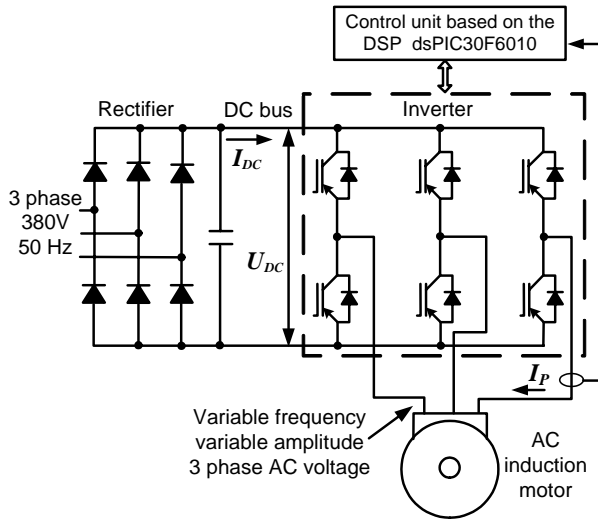 Control unit based on the
DSP dsPIC30F6010
Rectifier
DC bus
Inverter
I_DC
3 phase
380V
50 Hz
U_DC
I_P
Variable frequency
variable amplitude
3 phase AC voltage
AC
induction
motor